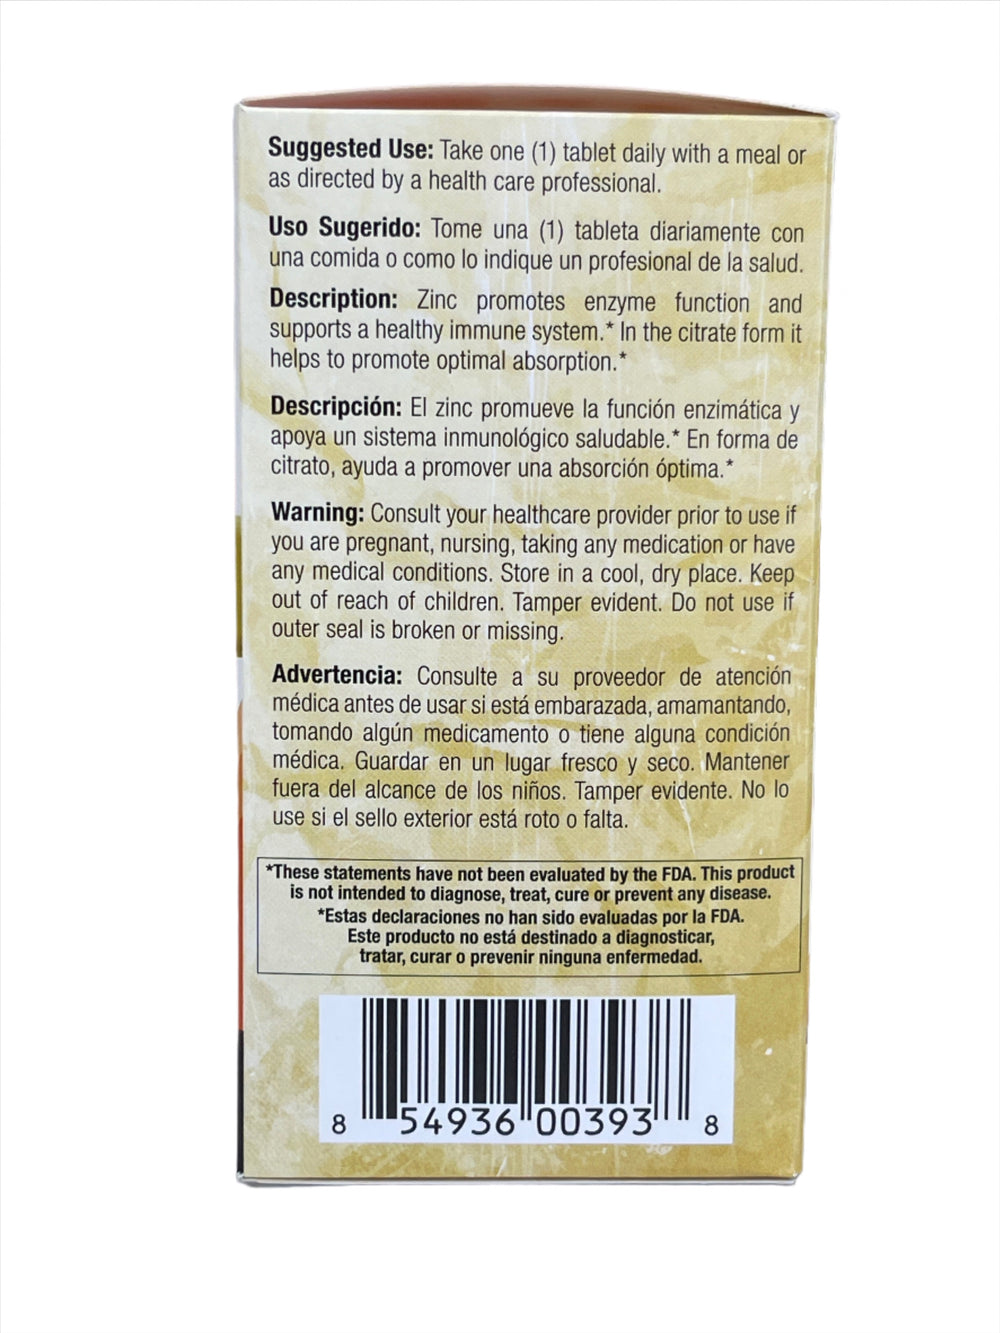 Suggested Use: Take one (1) tablet daily with a meal or
as directed by a health care professional.
Uso Sugerido: Tome una (1) tableta diariamente con
una comida o como lo indique un profesional de la salud.
Description: Zinc promotes enzyme function and
supports a healthy immune system.* In the citrate form it
helps to promote optimal absorption.*
Descripción: El zinc promueve la función enzimática y
apoya un sistema inmunológico saludable.* En forma de
citrato, ayuda a promover una absorción óptima.*
Warning: Consult your healthcare provider prior to use if
you are pregnant, nursing, taking any medication or have
any medical conditions. Store in a cool, dry place. Keep
out of reach of children. Tamper evident. Do not use if
outer seal is broken or missing.
Advertencia: Consulte a su proveedor de atención
médica antes de usar si está embarazada, amamantando,
tomando algún medicamento o tiene alguna condición
médica. Guardar en un lugar fresco y seco. Mantener
fuera del alcance de los niños. Tamper evidente. No lo
use si el sello exterior está roto o falta.
*These statements have not been evaluated by the FDA. This product
is not intended to diagnose, treat, cure or prevent any disease.
*Estas declaraciones no han sido evaluadas por la FDA.
Este producto no está destinado a diagnosticar,
tratar, curar o prevenir ninguna enfermedad.
8 54936 00393 8